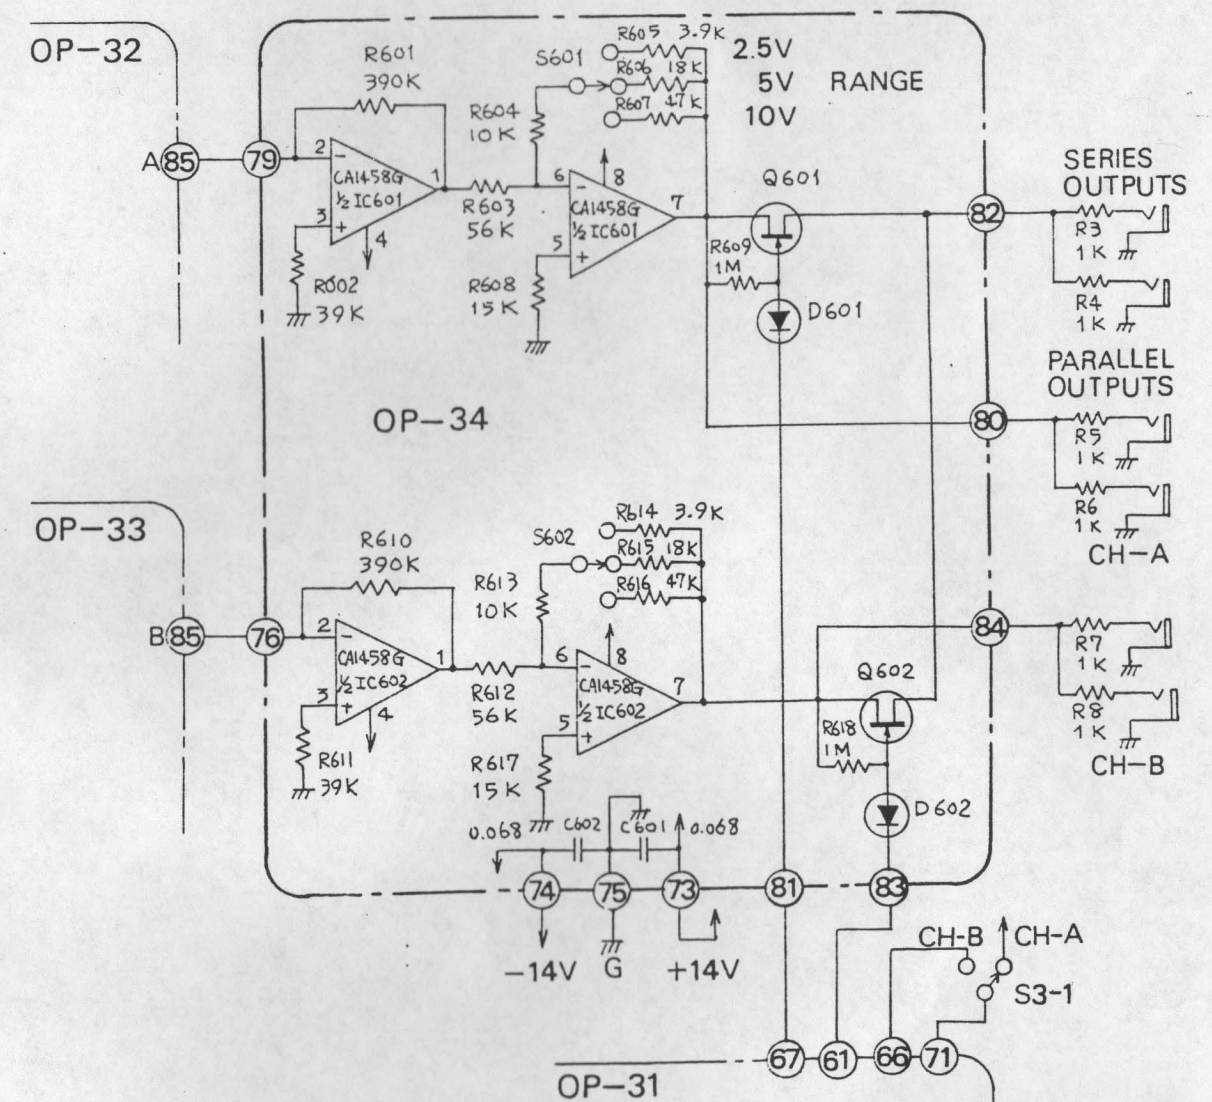 OP-32
R601
390K
A 85
79
2
-
CA1458G
½ IC601
1
3
+
4
R602
39K
R603
56K
R604
10K
S601
R605 3.9K
R606 18K
R607 47K
2.5V
5V RANGE
10V
6
-
8
CA1458G
½ IC601
7
5
+
R608
15K
Q601
R609
1M
D601
82
SERIES
OUTPUTS
R3
1K
R4
1K
PARALLEL
OUTPUTS
80
R5
1K
R6
1K
CH-A
OP-34
OP-33
R610
390K
B 85
76
2
-
CA1458G
½ IC602
1
3
+
4
R611
39K
R612
56K
R613
10K
S602
R614 3.9K
R615 18K
R616 47K
6
-
8
CA1458G
½ IC602
7
5
+
R617
15K
84
R7
1K
R8
1K
CH-B
Q602
R618
1M
D602
0.068 C602 C601 0.068
74 75 73 81 83
-14V G +14V
CH-B CH-A
S3-1
67 61 66 71
OP-31